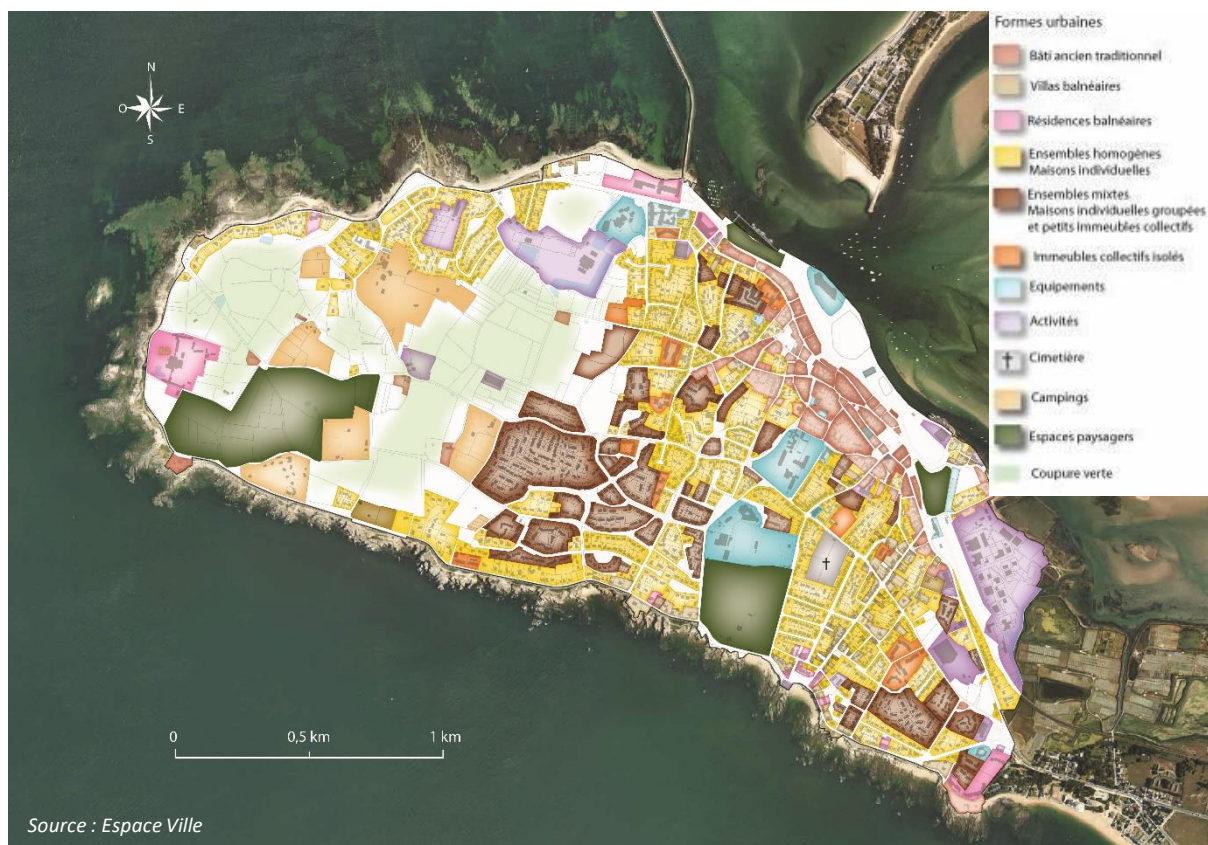 N
O E
S
Formes urbaines
Bâti ancien traditionnel
Villas balnéaires
Résidences balnéaires
Ensembles homogènes
Maisons individuelles
Ensembles mixtes
Maisons individuelles groupées
et petits immeubles collectifs
Immeubles collectifs isolés
Equipements
Activités
Cimetière
Campings
Espaces paysagers
Coupure verte
0 0,5 km 1 km
Source : Espace Ville